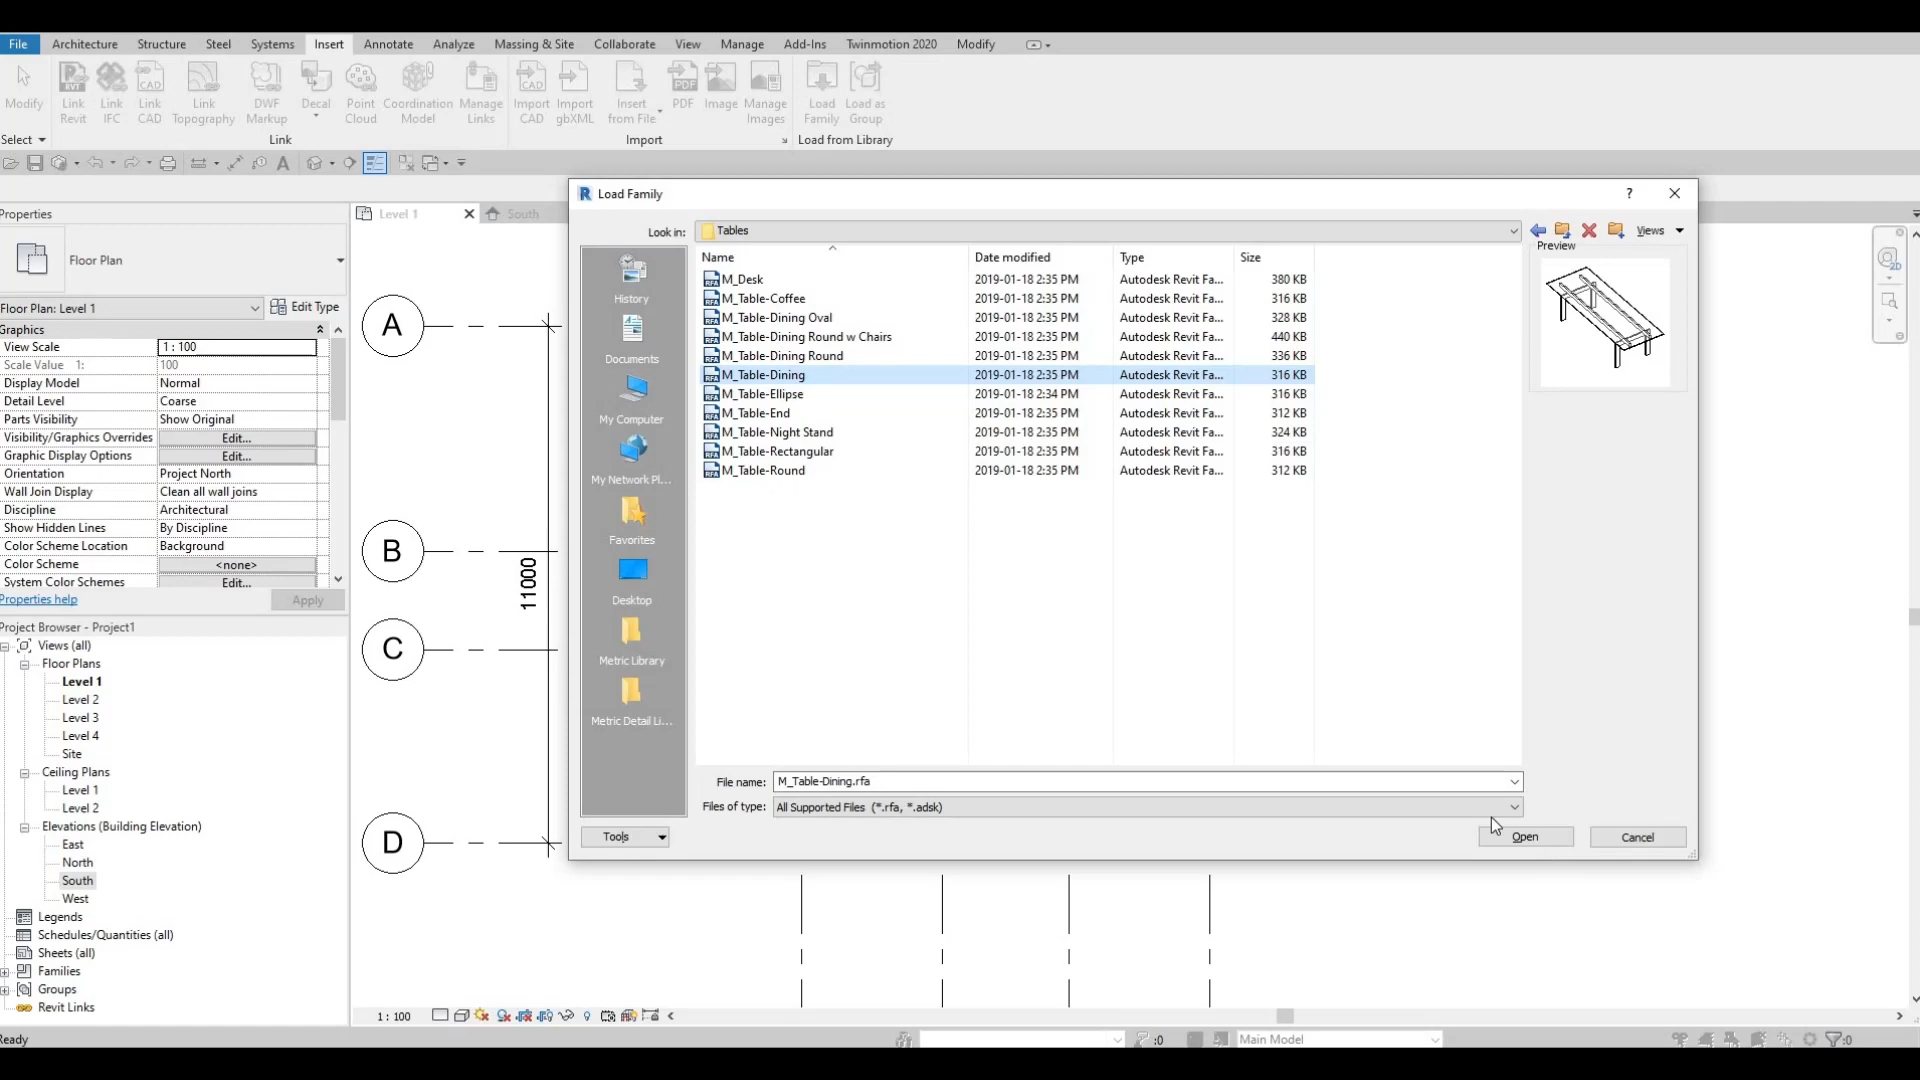 File Architecture Structure Steel Systems Insert Annotate Analyze Massing & Site Collaborate View Manage Add-Ins Twinmotion 2020 Modify
Modify
Link Revit
Link IFC
Link CAD
Link Topography
DWF Markup
Decal
Point Cloud
Coordination Model
Manage Links
Import CAD
Import gbXML
Insert from File
PDF
Image
Manage Images
Load Family
Load as Group
Select Link Import Load from Library
Properties
Floor Plan
Floor Plan: Level 1 Edit Type
Graphics
View Scale 1 : 100
Scale Value 1: 100
Display Model Normal
Detail Level Coarse
Parts Visibility Show Original
Visibility/Graphics Overrides Edit...
Graphic Display Options Edit...
Orientation Project North
Wall Join Display Clean all wall joins
Discipline Architectural
Show Hidden Lines By Discipline
Color Scheme Location Background
Color Scheme <none>
System Color Schemes Edit...
Properties help Apply
Project Browser - Project1
Views (all)
Floor Plans
Level 1
Level 2
Level 3
Level 4
Site
Ceiling Plans
Level 1
Level 2
Elevations (Building Elevation)
East
North
South
West
Legends
Schedules/Quantities (all)
Sheets (all)
Families
Groups
Revit Links
Level 1 South
A
B
C
D
11000
Load Family
Look in: Tables Views
Preview
History
Documents
My Computer
My Network Pl...
Favorites
Desktop
Metric Library
Metric Detail Li...
Name Date modified Type Size
M_Desk 2019-01-18 2:35 PM Autodesk Revit Fa... 380 KB
M_Table-Coffee 2019-01-18 2:35 PM Autodesk Revit Fa... 316 KB
M_Table-Dining Oval 2019-01-18 2:35 PM Autodesk Revit Fa... 328 KB
M_Table-Dining Round w Chairs 2019-01-18 2:35 PM Autodesk Revit Fa... 440 KB
M_Table-Dining Round 2019-01-18 2:35 PM Autodesk Revit Fa... 336 KB
M_Table-Dining 2019-01-18 2:35 PM Autodesk Revit Fa... 316 KB
M_Table-Ellipse 2019-01-18 2:34 PM Autodesk Revit Fa... 316 KB
M_Table-End 2019-01-18 2:35 PM Autodesk Revit Fa... 312 KB
M_Table-Night Stand 2019-01-18 2:35 PM Autodesk Revit Fa... 324 KB
M_Table-Rectangular 2019-01-18 2:35 PM Autodesk Revit Fa... 316 KB
M_Table-Round 2019-01-18 2:35 PM Autodesk Revit Fa... 312 KB
File name: M_Table-Dining.rfa
Files of type: All Supported Files (*.rfa, *.adsk)
Tools Open Cancel
1 : 100
Ready :0 Main Model :0